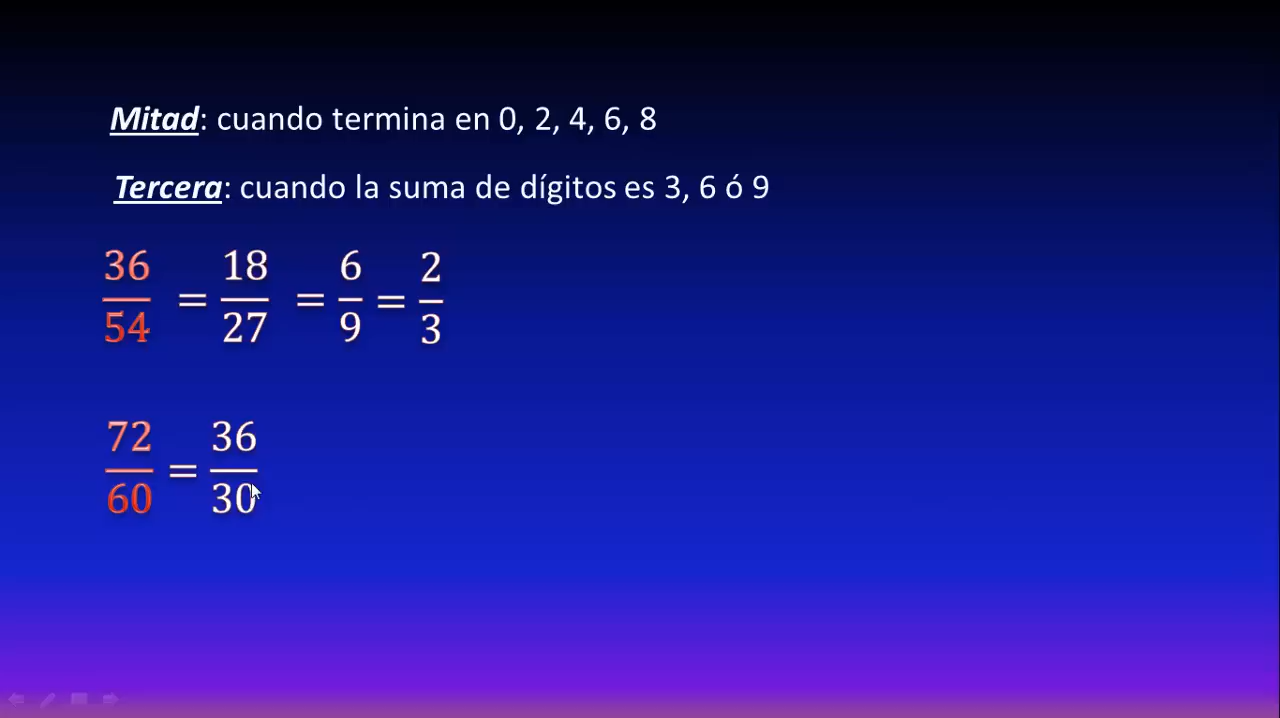 Mitad: cuando termina en 0, 2, 4, 6, 8
Tercera: cuando la suma de dígitos es 3, 6 ó 9
36/54 = 18/27 = 6/9 = 2/3
72/60 = 36/30